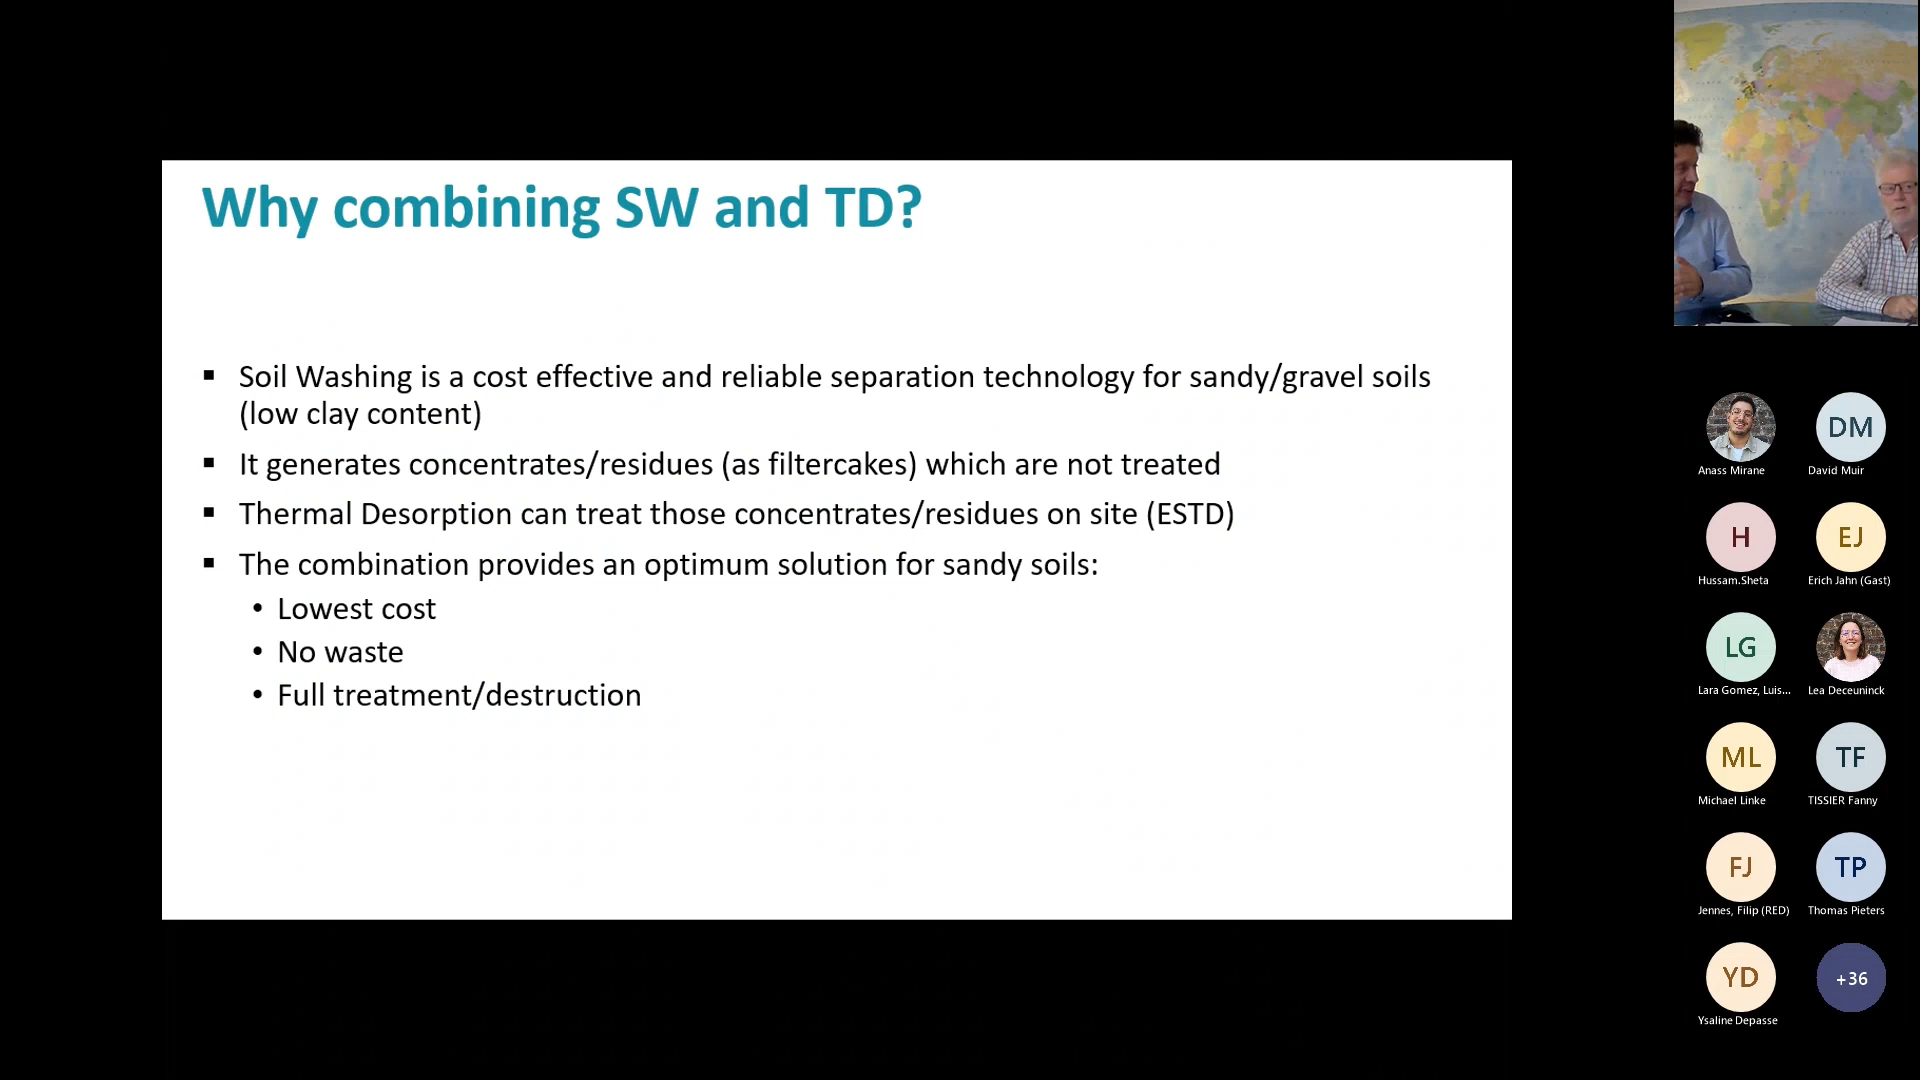 Why combining SW and TD?
▪ Soil Washing is a cost effective and reliable separation technology for sandy/gravel soils
(low clay content)
▪ It generates concentrates/residues (as filtercakes) which are not treated
▪ Thermal Desorption can treat those concentrates/residues on site (ESTD)
▪ The combination provides an optimum solution for sandy soils:
• Lowest cost
• No waste
• Full treatment/destruction
Anass Mirane
DM
David Muir
H
Hussam.Sheta
EJ
Erich Jahn (Gast)
LG
Lara Gomez, Luis...
Lea Deceuninck
ML
Michael Linke
TF
TISSIER Fanny
FJ
Jennes, Filip (RED)
TP
Thomas Pieters
YD
Ysaline Depasse
+36